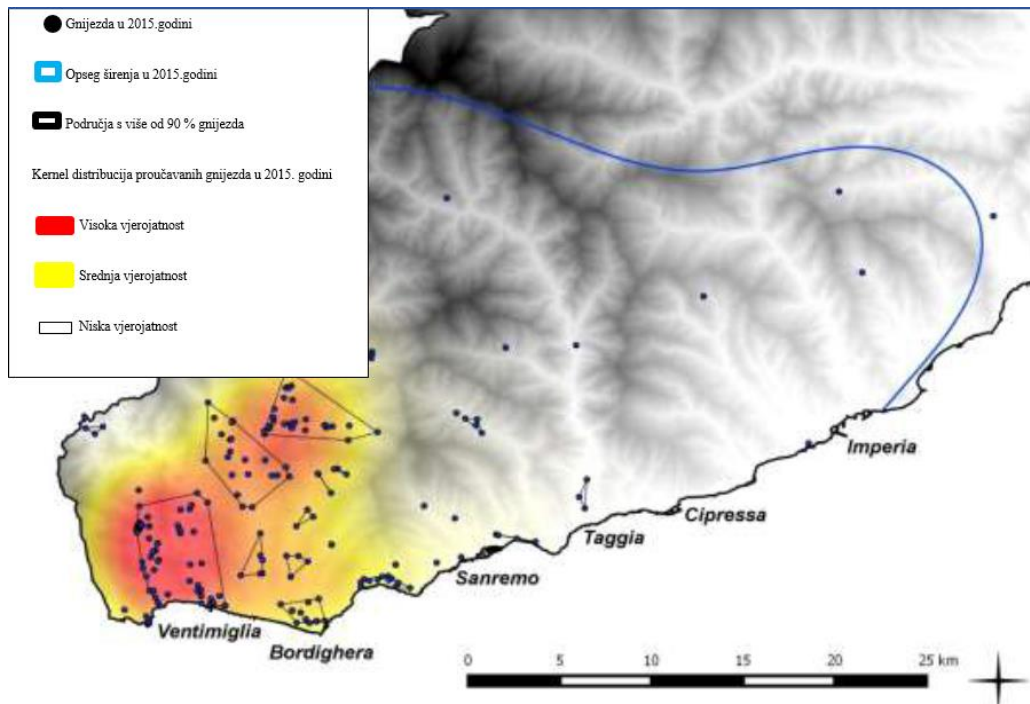 Gnijezda u 2015.godini
Opseg širenja u 2015.godini
Područja s više od 90 % gnijezda
Kernel distribucija proučavanih gnijezda u 2015. godini
Visoka vjerojatnost
Srednja vjerojatnost
Niska vjerojatnost
Imperia
Cipressa
Taggia
Sanremo
Ventimiglia
Bordighera
0 5 10 15 20 25 km